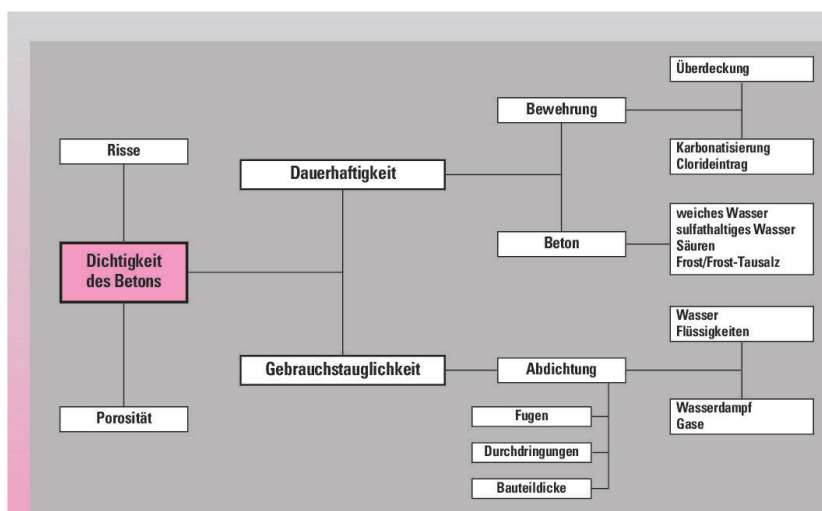 Überdeckung
Bewehrung
Risse
Karbonatisierung
Clorideintrag
Dauerhaftigkeit
weiches Wasser
sulfathaltiges Wasser
Säuren
Frost/Frost-Tausalz
Beton
Dichtigkeit
des Betons
Wasser
Flüssigkeiten
Gebrauchstauglichkeit
Abdichtung
Wasserdampf
Gase
Porosität
Fugen
Durchdringungen
Bauteildicke